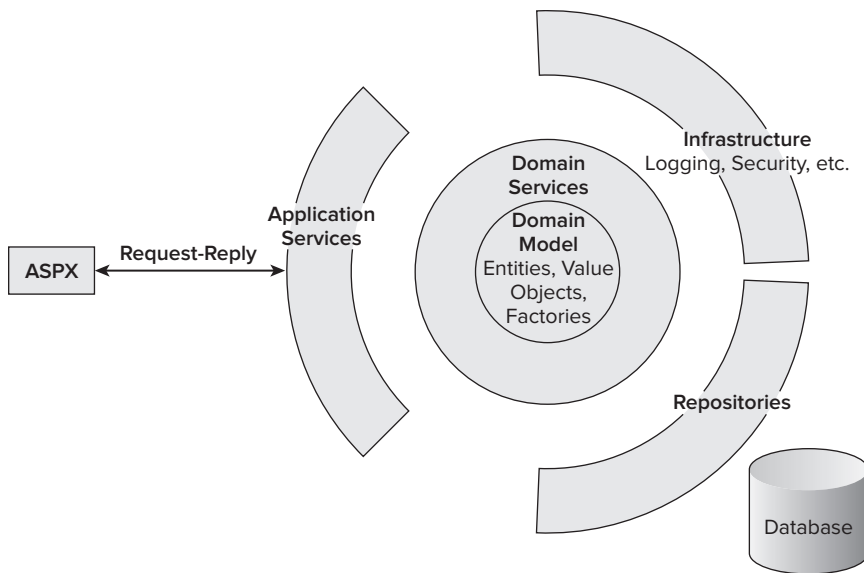 ASPX
Request-Reply
Application
Services
Domain
Services
Domain
Model
Entities, Value
Objects,
Factories
Infrastructure
Logging, Security, etc.
Repositories
Database